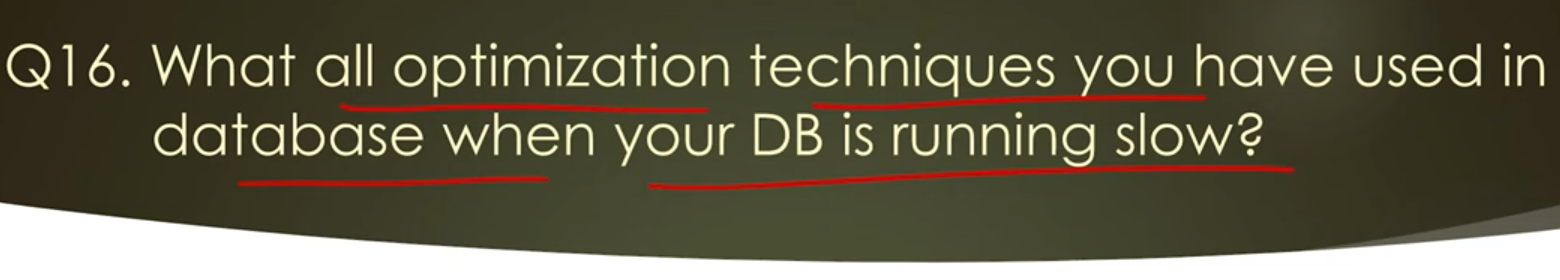 Q16. What all optimization techniques you have used in
database when your DB is running slow?